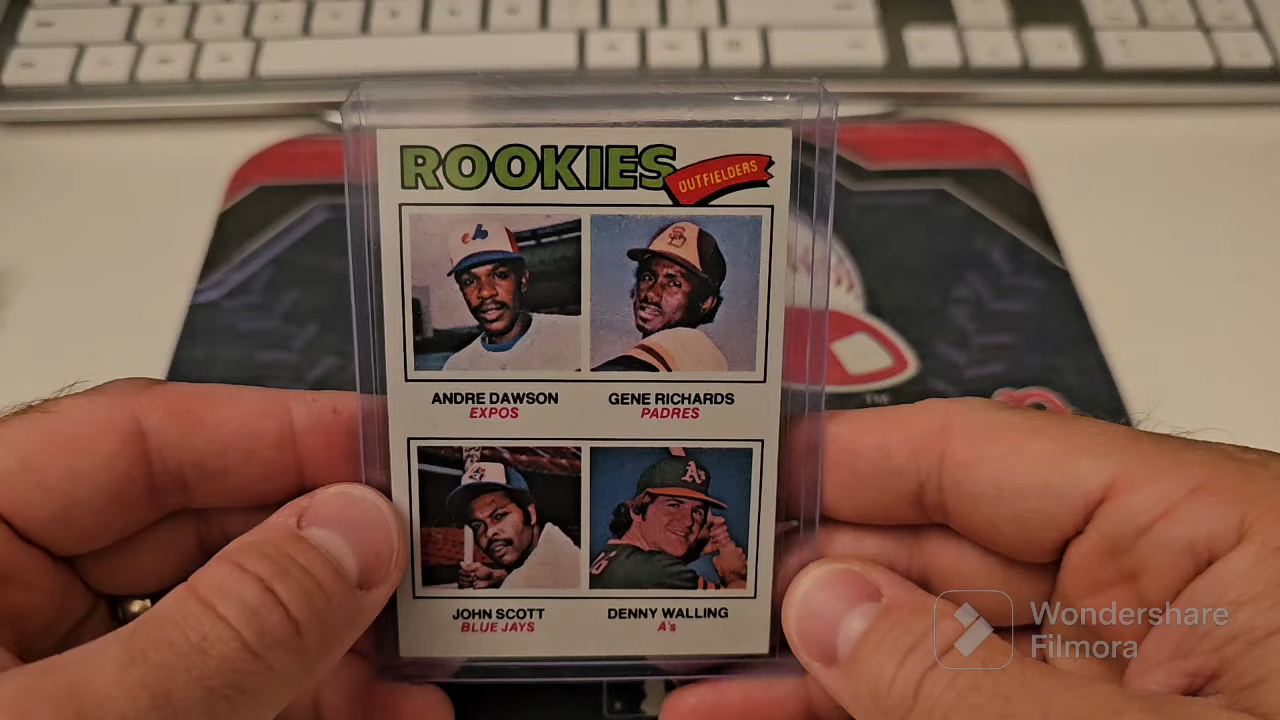 ROOKIES
OUTFIELDERS
ANDRE DAWSON
EXPOS
GENE RICHARDS
PADRES
JOHN SCOTT
BLUE JAYS
DENNY WALLING
A's
Wondershare
Filmora